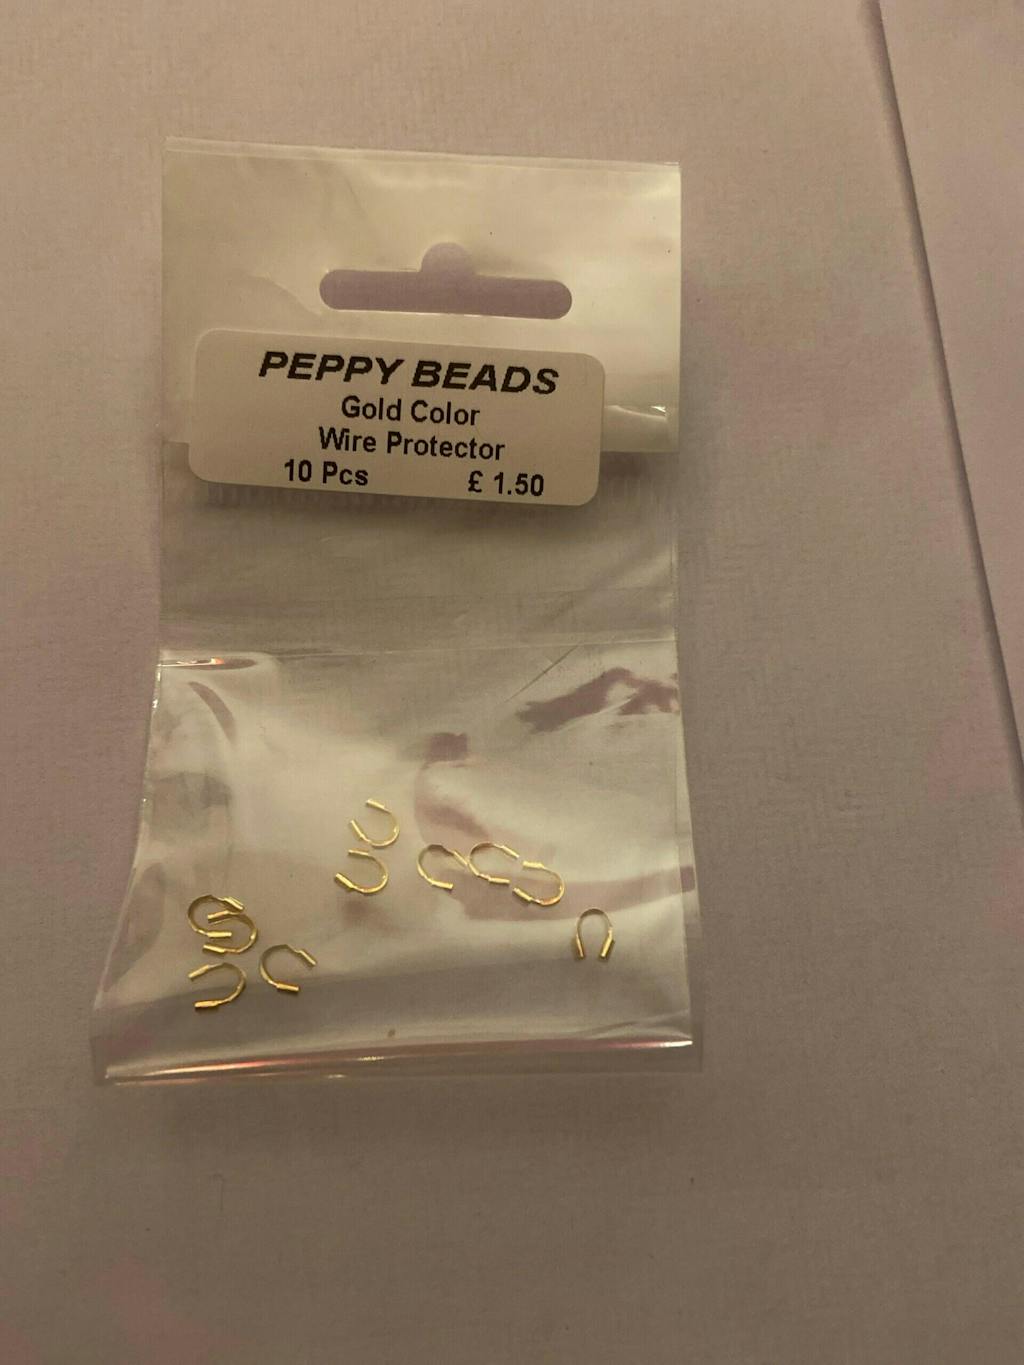 PEPPY BEADS
Gold Color
Wire Protector
10 Pcs £ 1.50